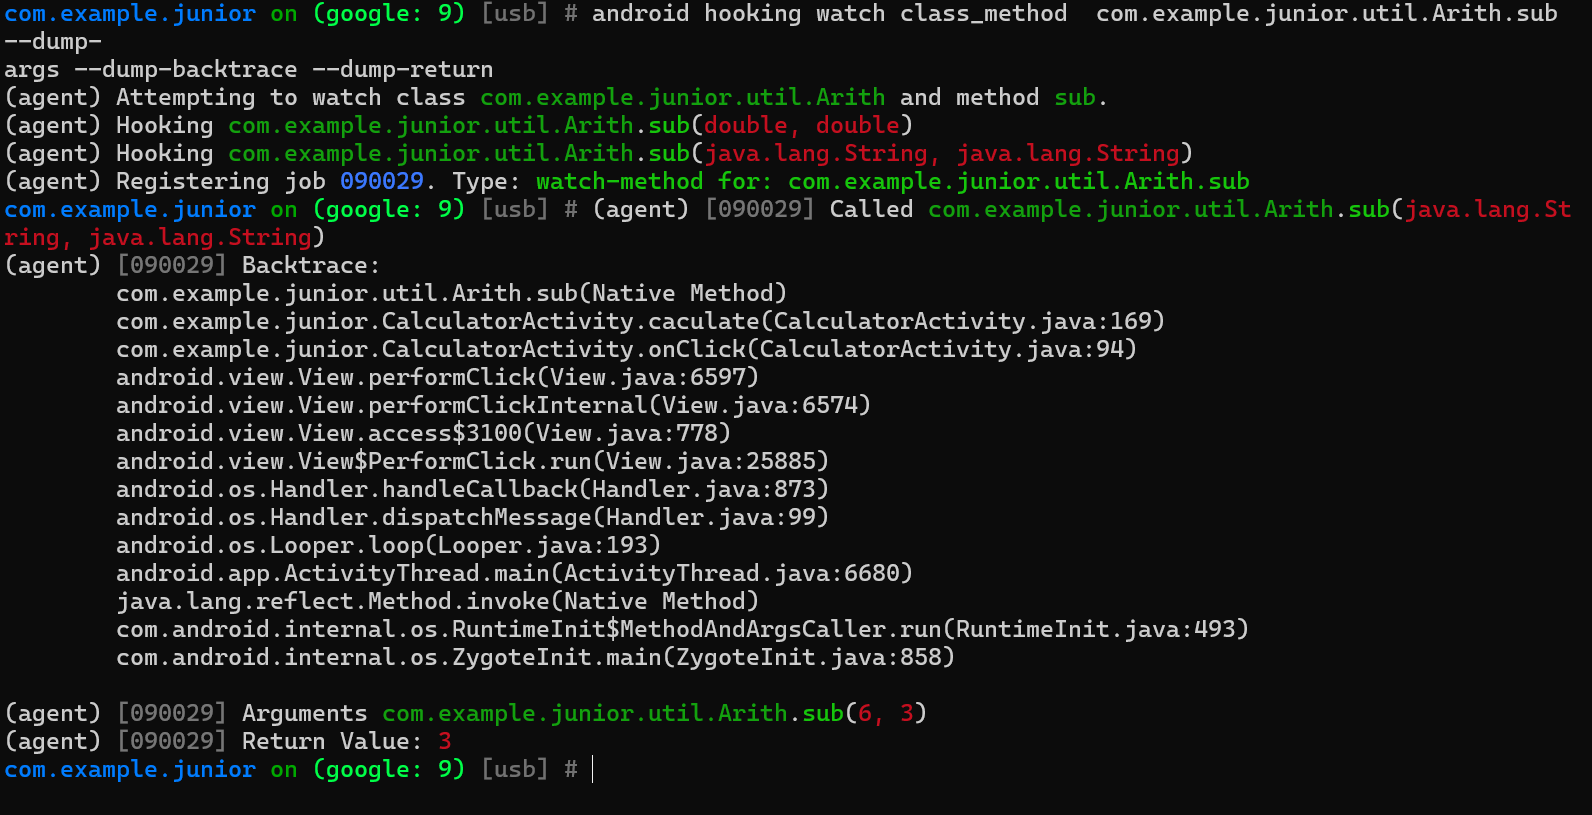 com.example.junior on (google: 9) [usb] # android hooking watch class_method  com.example.junior.util.Arith.sub
--dump-
args --dump-backtrace --dump-return
(agent) Attempting to watch class com.example.junior.util.Arith and method sub.
(agent) Hooking com.example.junior.util.Arith.sub(double, double)
(agent) Hooking com.example.junior.util.Arith.sub(java.lang.String, java.lang.String)
(agent) Registering job 090029. Type: watch-method for: com.example.junior.util.Arith.sub
com.example.junior on (google: 9) [usb] # (agent) [090029] Called com.example.junior.util.Arith.sub(java.lang.St
ring, java.lang.String)
(agent) [090029] Backtrace:
        com.example.junior.util.Arith.sub(Native Method)
        com.example.junior.CalculatorActivity.caculate(CalculatorActivity.java:169)
        com.example.junior.CalculatorActivity.onClick(CalculatorActivity.java:94)
        android.view.View.performClick(View.java:6597)
        android.view.View.performClickInternal(View.java:6574)
        android.view.View.access$3100(View.java:778)
        android.view.View$PerformClick.run(View.java:25885)
        android.os.Handler.handleCallback(Handler.java:873)
        android.os.Handler.dispatchMessage(Handler.java:99)
        android.os.Looper.loop(Looper.java:193)
        android.app.ActivityThread.main(ActivityThread.java:6680)
        java.lang.reflect.Method.invoke(Native Method)
        com.android.internal.os.RuntimeInit$MethodAndArgsCaller.run(RuntimeInit.java:493)
        com.android.internal.os.ZygoteInit.main(ZygoteInit.java:858)
(agent) [090029] Arguments com.example.junior.util.Arith.sub(6, 3)
(agent) [090029] Return Value: 3
com.example.junior on (google: 9) [usb] #